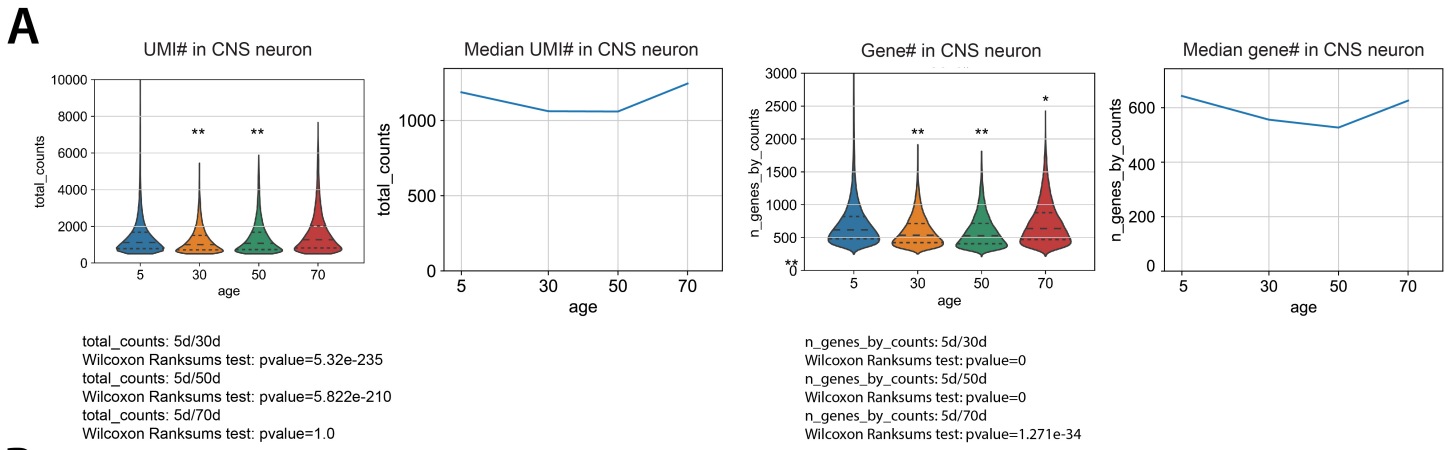 A
UMI# in CNS neuron
10000
8000
6000
4000
2000
0
total_counts
** **
5 30 50 70
age
Median UMI# in CNS neuron
1000
500
0
total_counts
5 30 50 70
age
Gene# in CNS neuron
3000
2500
2000
1500
1000
500
0
n_genes_by_counts
** ** *
**
5 30 50 70
age
Median gene# in CNS neuron
600
400
200
0
n_genes_by_counts
5 30 50 70
age
total_counts: 5d/30d
Wilcoxon Ranksums test: pvalue=5.32e-235
total_counts: 5d/50d
Wilcoxon Ranksums test: pvalue=5.822e-210
total_counts: 5d/70d
Wilcoxon Ranksums test: pvalue=1.0
n_genes_by_counts: 5d/30d
Wilcoxon Ranksums test: pvalue=0
n_genes_by_counts: 5d/50d
Wilcoxon Ranksums test: pvalue=0
n_genes_by_counts: 5d/70d
Wilcoxon Ranksums test: pvalue=1.271e-34